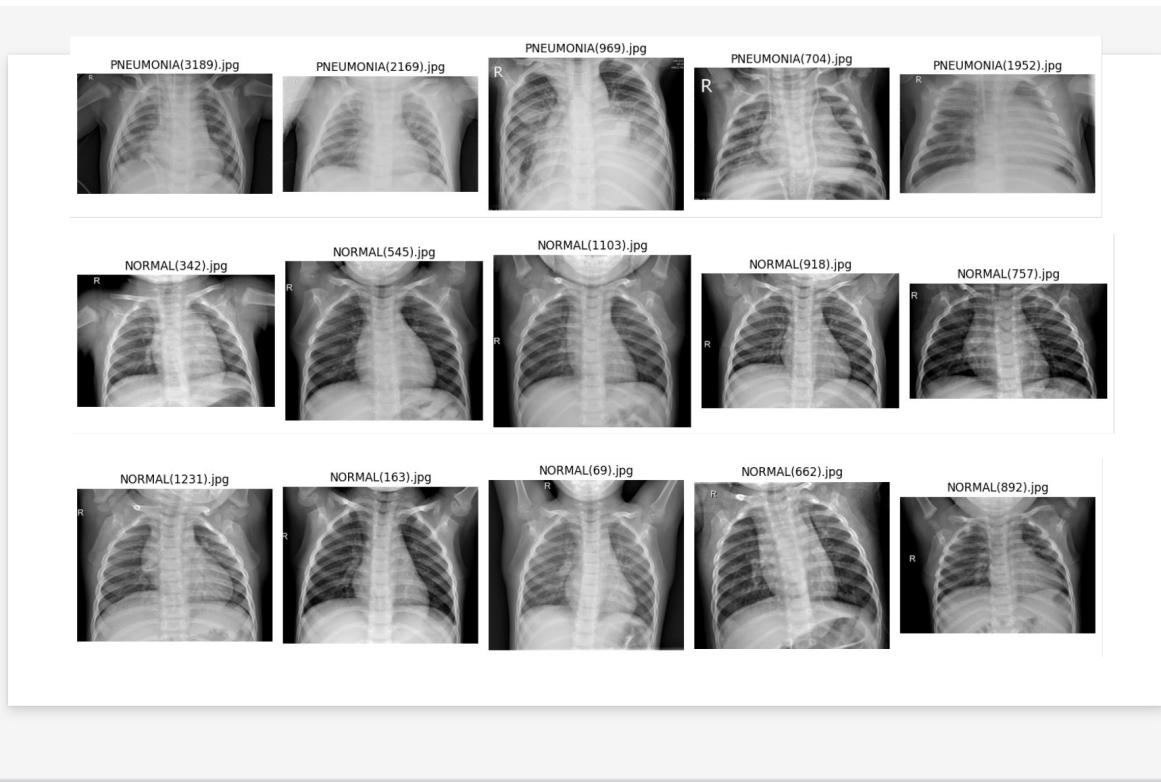 PNEUMONIA(3189).jpg
PNEUMONIA(2169).jpg
PNEUMONIA(969).jpg
PNEUMONIA(704).jpg
PNEUMONIA(1952).jpg
R
R
R
R
NORMAL(342).jpg
NORMAL(545).jpg
NORMAL(1103).jpg
NORMAL(918).jpg
NORMAL(757).jpg
R
R
R
R
R
NORMAL(1231).jpg
NORMAL(163).jpg
NORMAL(69).jpg
NORMAL(662).jpg
NORMAL(892).jpg
R
R
R
R
R